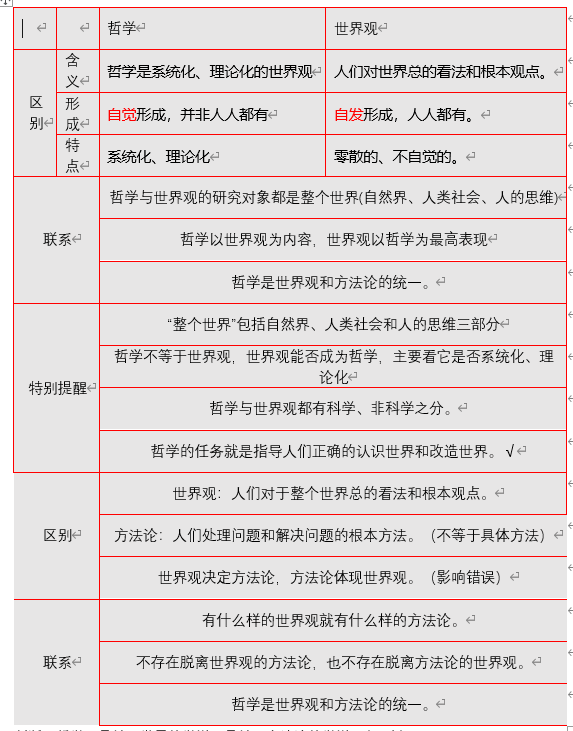 哲学 世界观
区别
含义 哲学是系统化、理论化的世界观 人们对世界总的看法和根本观点。
形成 自觉形成，并非人人都有 自发形成，人人都有。
特点 系统化、理论化 零散的、不自觉的。
联系
哲学与世界观的研究对象都是整个世界(自然界、人类社会、人的思维)
哲学以世界观为内容，世界观以哲学为最高表现
哲学是世界观和方法论的统一。
特别提醒
“整个世界”包括自然界、人类社会和人的思维三部分
哲学不等于世界观，世界观能否成为哲学，主要看它是否系统化、理
论化
哲学与世界观都有科学、非科学之分。
哲学的任务就是指导人们正确的认识世界和改造世界。 √
区别
世界观：人们对于整个世界总的看法和根本观点。
方法论：人们处理问题和解决问题的根本方法。（不等于具体方法）
世界观决定方法论，方法论体现世界观。（影响错误）
联系
有什么样的世界观就有什么样的方法论。
不存在脱离世界观的方法论，也不存在脱离方法论的世界观。
哲学是世界观和方法论的统一。